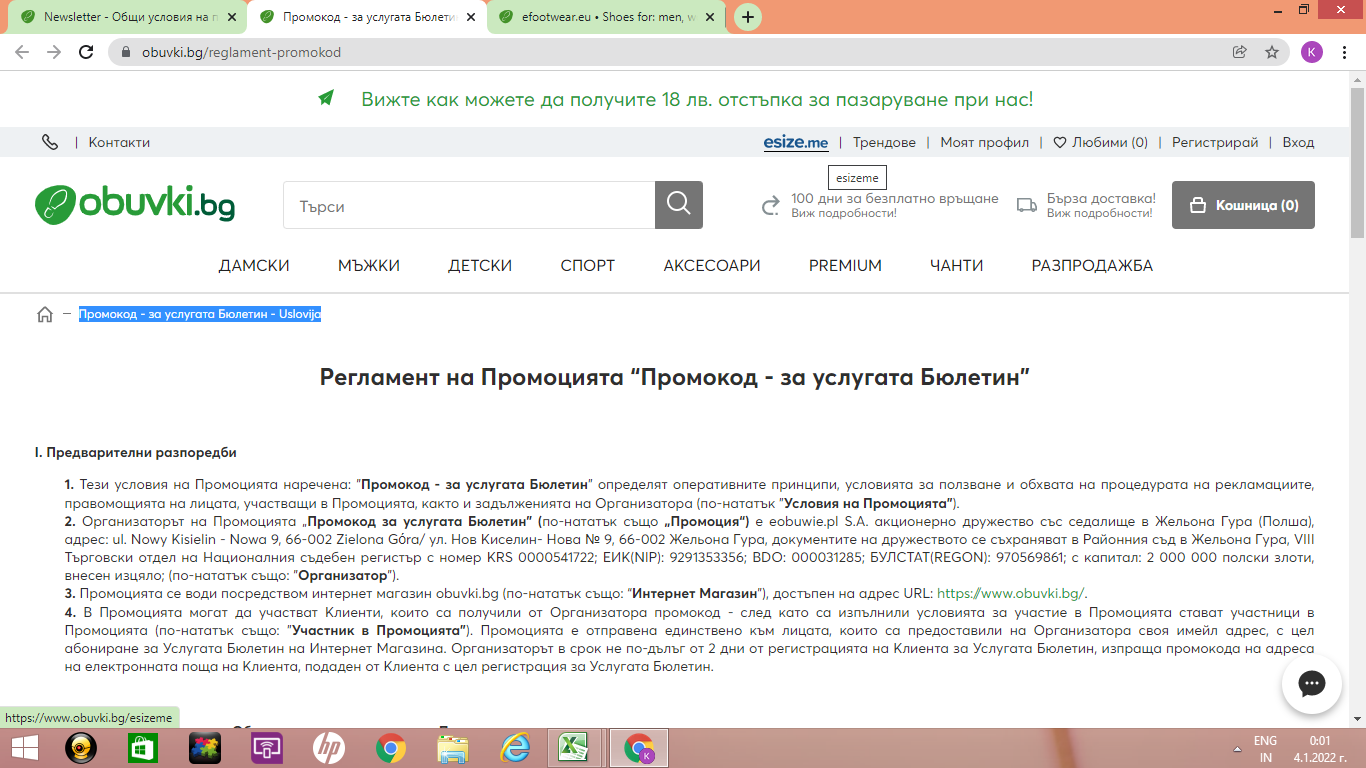 Newsletter - Общи условия на п
Промокод - за услугата Бюлети
efootwear.eu • Shoes for: men, w
obuvki.bg/reglament-promokod
K
Вижте как можете да получите 18 лв. отстъпка за пазаруване при нас!
| Контакти
esize.me | Трендове | Моят профил | Любими (0) | Регистрирай | Вход
esizeme
obuvki.bg
Търси
100 дни за безплатно връщане
Виж подробности!
Бърза доставка!
Виж подробности!
Кошница (0)
ДАМСКИ МЪЖКИ ДЕТСКИ СПОРТ АКСЕСОАРИ PREMIUM ЧАНТИ РАЗПРОДАЖБА
– Промокод - за услугата Бюлетин - Uslovija
Регламент на Промоцията “Промокод - за услугата Бюлетин”
I. Предварителни разпоредби
1. Тези условия на Промоцията наречена: "Промокод - за услугата Бюлетин" определят оперативните принципи, условията за ползване и обхвата на процедурата на рекламациите,
правомощията на лицата, участващи в Промоцията, както и задълженията на Организатора (по-нататък "Условия на Промоцията").
2. Организаторът на Промоцията „Промокод за услугата Бюлетин” (по-нататък също „Промоция”) е eobuwie.pl S.A. акционерно дружество със седалище в Жельона Гура (Полша),
адрес: ul. Nowy Kisielin - Nowa 9, 66-002 Zielona Góra/ ул. Нов Киселин- Нова № 9, 66-002 Жельона Гура, документите на дружеството се съхраняват в Районния съд в Жельона Гура, VIII
Търговски отдел на Националния съдебен регистър с номер KRS 0000541722; ЕИК(NIP): 9291353356; BDO: 000031285; БУЛСТАТ(REGON): 970569861; с капитал: 2 000 000 полски злоти,
внесен изцяло; (по-нататък също: "Организатор").
3. Промоцията се води посредством интернет магазин obuvki.bg (по-нататък също: "Интернет Магазин"), достъпен на адрес URL: https://www.obuvki.bg/.
4. В Промоцията могат да участват Клиенти, които са получили от Организатора промокод - след като са изпълнили условията за участие в Промоцията стават участници в
Промоцията (по-нататък също: "Участник в Промоцията"). Промоцията е отправена единствено към лицата, които са предоставили на Организатора своя имейл адрес, с цел
абониране за Услугата Бюлетин на Интернет Магазина. Организаторът в срок не по-дълъг от 2 дни от регистрацията на Клиента за Услугата Бюлетин, изпраща промокода на адреса
на електронната поща на Клиента, подаден от Клиента с цел регистрация за Услугата Бюлетин.
https://www.obuvki.bg/esizeme
hp
K
ENG
IN
0:01
4.1.2022 г.